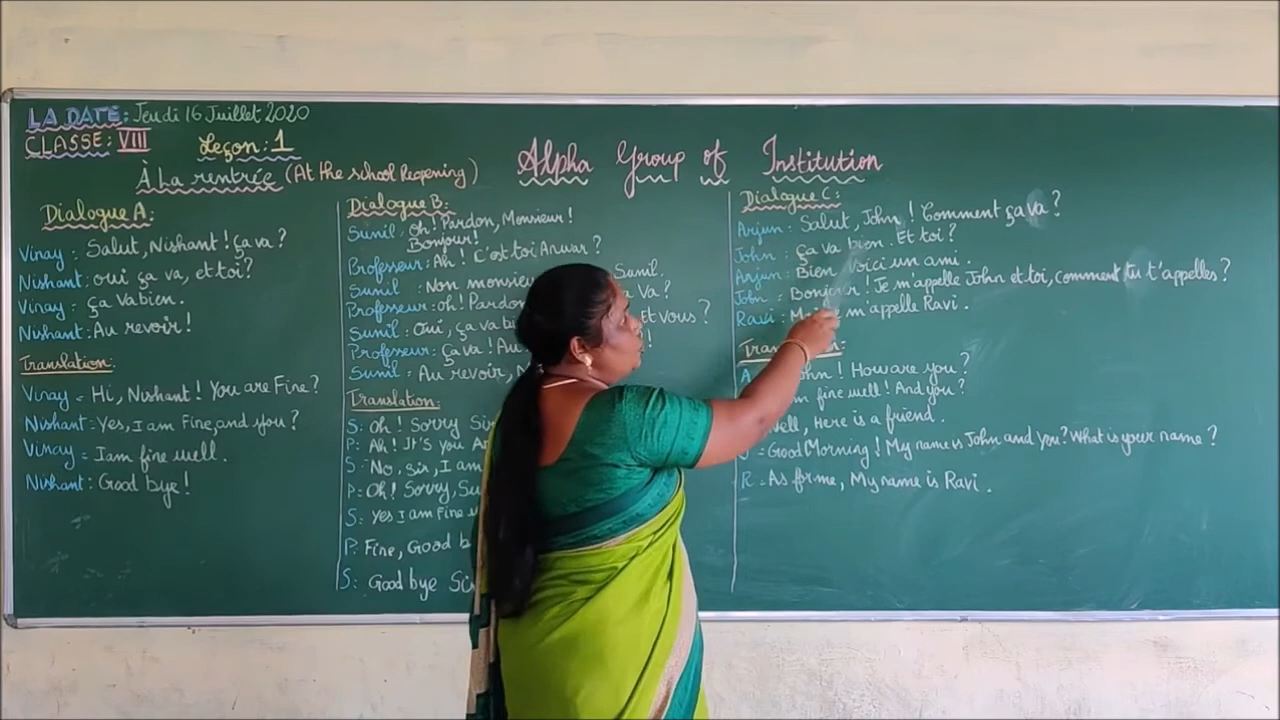 LA DATE: Jeudi 16 Juillet 2020
CLASSE: VIII Leçon: 1
À La rentrée (At the school Reopening)
Alpha Group of Institution
Dialogue A:
Vinay: Salut, Nishant! ça va?
Nishant: oui ça va, et toi?
Vinay: ça va bien.
Nishant: Au revoir!
Translation:
Vinay = Hi, Nishant! You are Fine?
Nishant: Yes, I am Fine, and you?
Vinay = I am fine well.
Nishant: Good bye!
Dialogue B:
Sunil: oh! Pardon, Monsieur!
Bonjour!
Professeur: Ah! C'est toi Anwar?
Sunil: Non monsieur Sunil.
Professeur: oh! Pardon Va?
Sunil: Oui, ça va Et vous?
Professeur: ça va!
Sunil = Au revoir,
Translation:
S: Oh! Sorry
P: Ah! It's you
S: No, sir, I am
P: Oh! Sorry,
S: Yes I am Fine
P: Fine, Good
S: Good bye
Dialogue C:
Arjun: Salut, John! Comment ça va?
John: ça va bien. Et toi?
Arjun: Bien Voici un ami.
John: Bonjour! Je m'appelle John et toi, comment tu t'appelles?
Ravi: m'appelle Ravi.
How are you?
fine well! And you?
Well, Here is a friend.
Good Morning! My name is John and you? What is your name?
R = As for me, My name is Ravi.